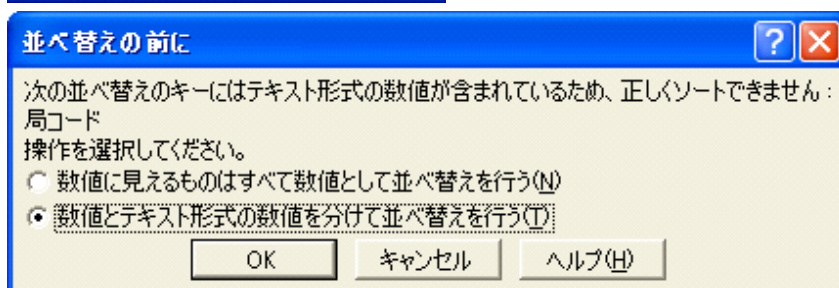 並べ替えの前に
次の並べ替えのキーにはテキスト形式の数値が含まれているため、正しくソートできません：
局コード
操作を選択してください。
数値に見えるものはすべて数値として並べ替えを行う(N)
数値とテキスト形式の数値を分けて並べ替えを行う(T)
OK キャンセル ヘルプ(H)